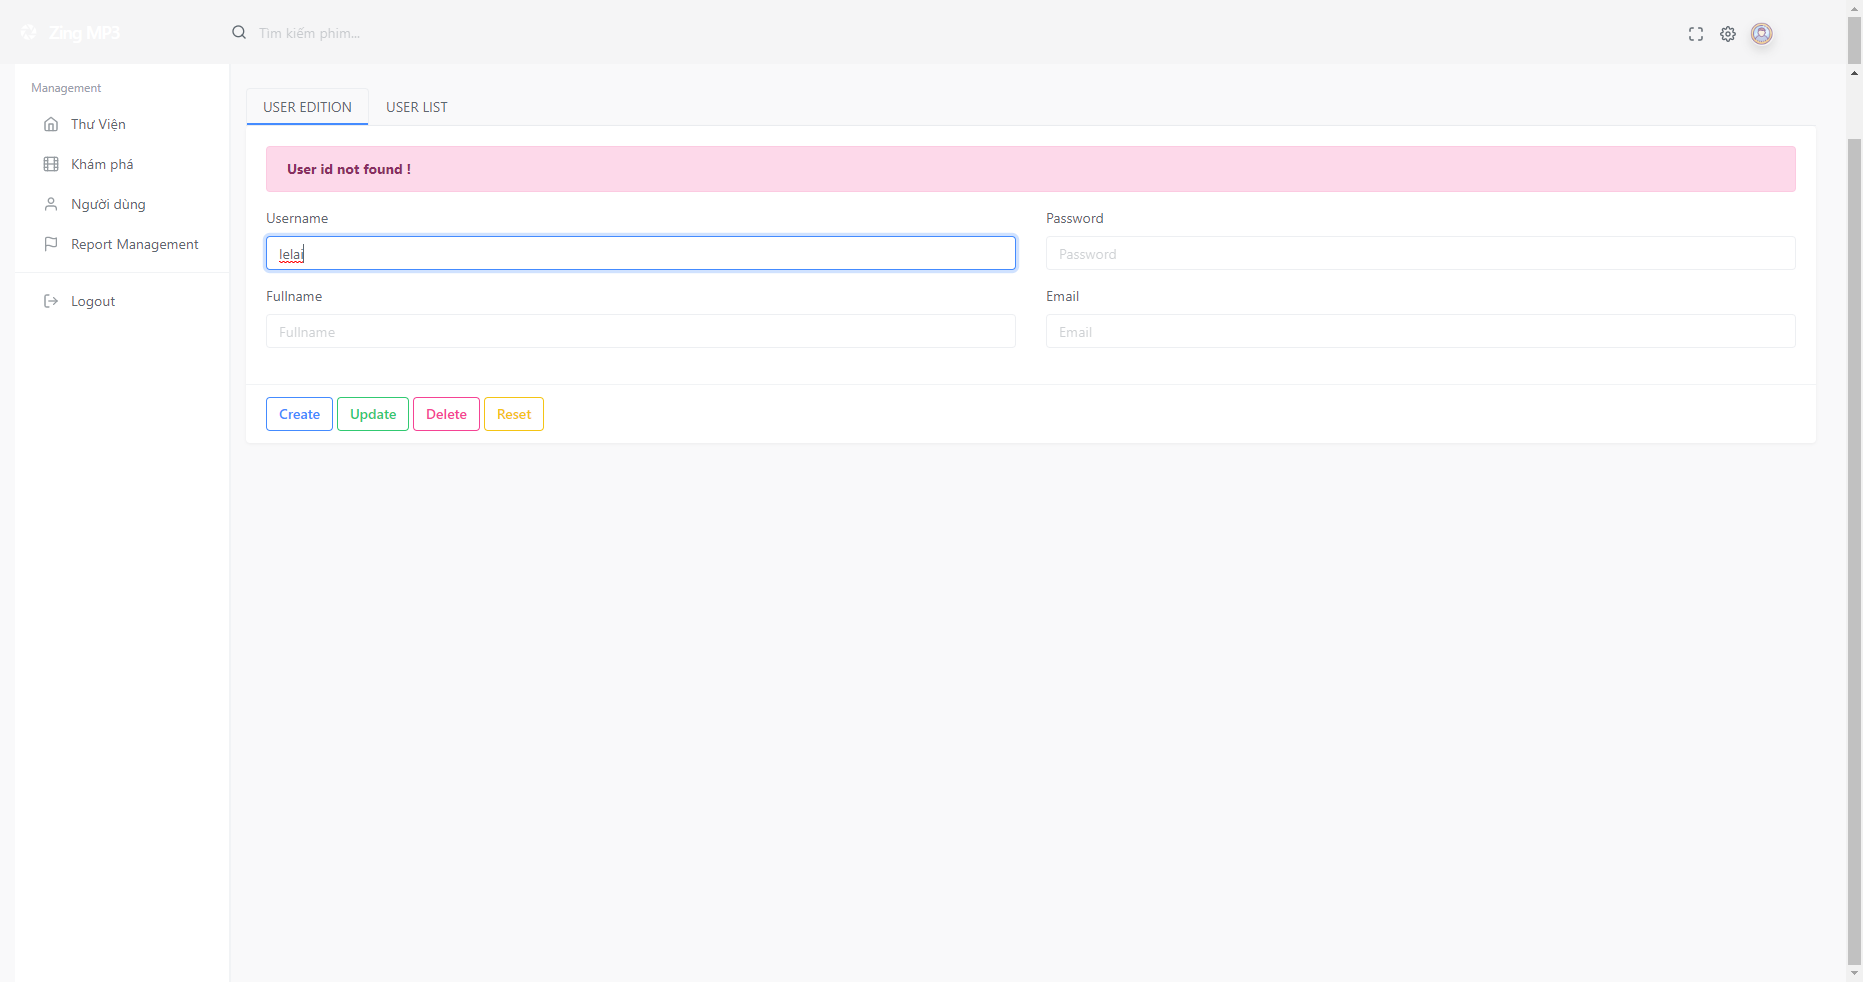 Zing MP3
Tìm kiếm phim...
Management
Thư Viện
Khám phá
Người dùng
Report Management
Logout
USER EDITION
USER LIST
User id not found !
Username
Password
lelai
Password
Fullname
Email
Fullname
Email
Create
Update
Delete
Reset